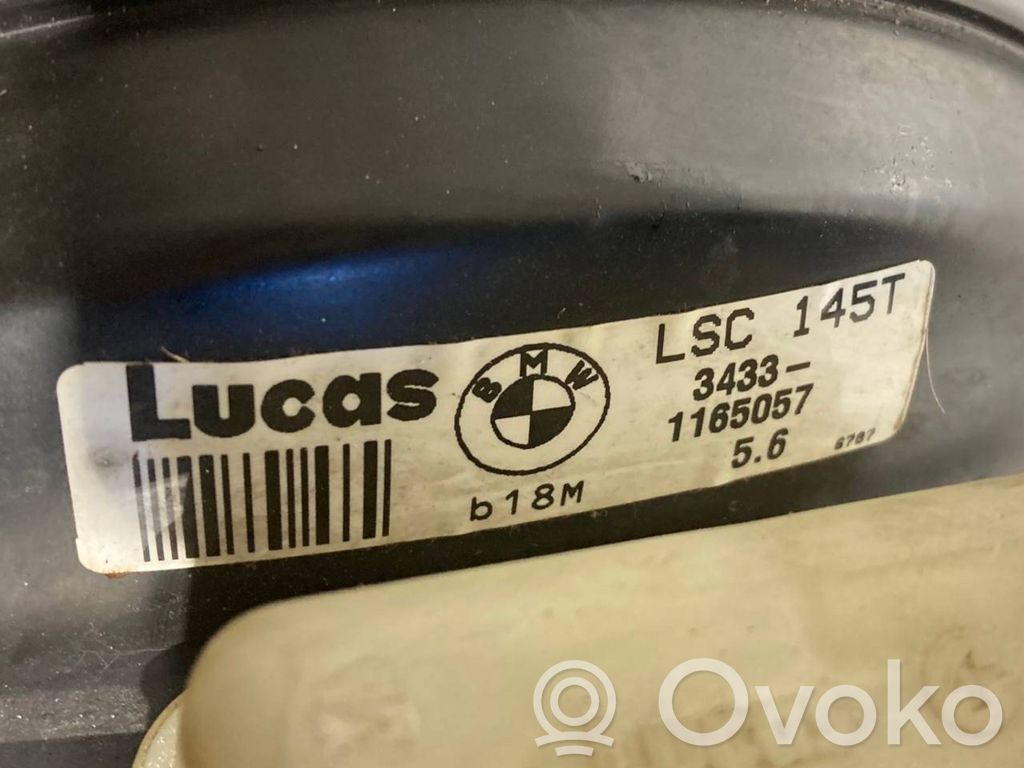 Lucas
BMW
b18M
LSC 145T
3433-
1165057
5.6 6787
Ovoko